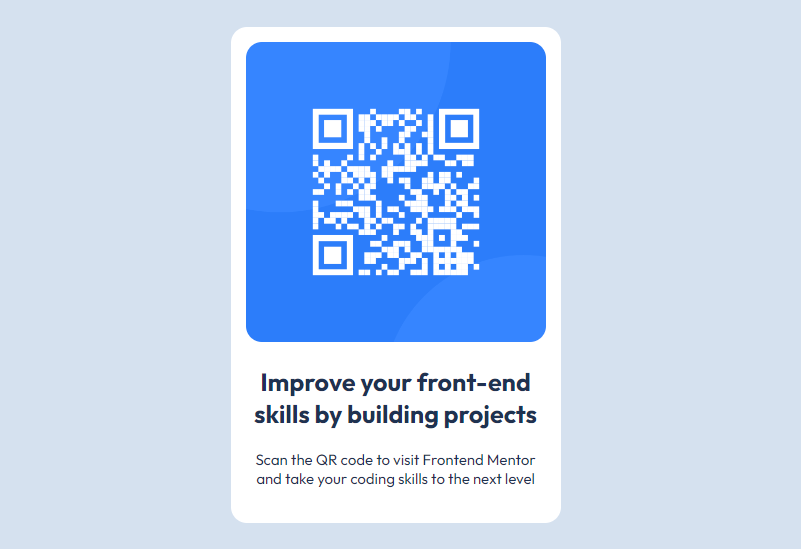 Improve your front-end
skills by building projects
Scan the QR code to visit Frontend Mentor
and take your coding skills to the next level